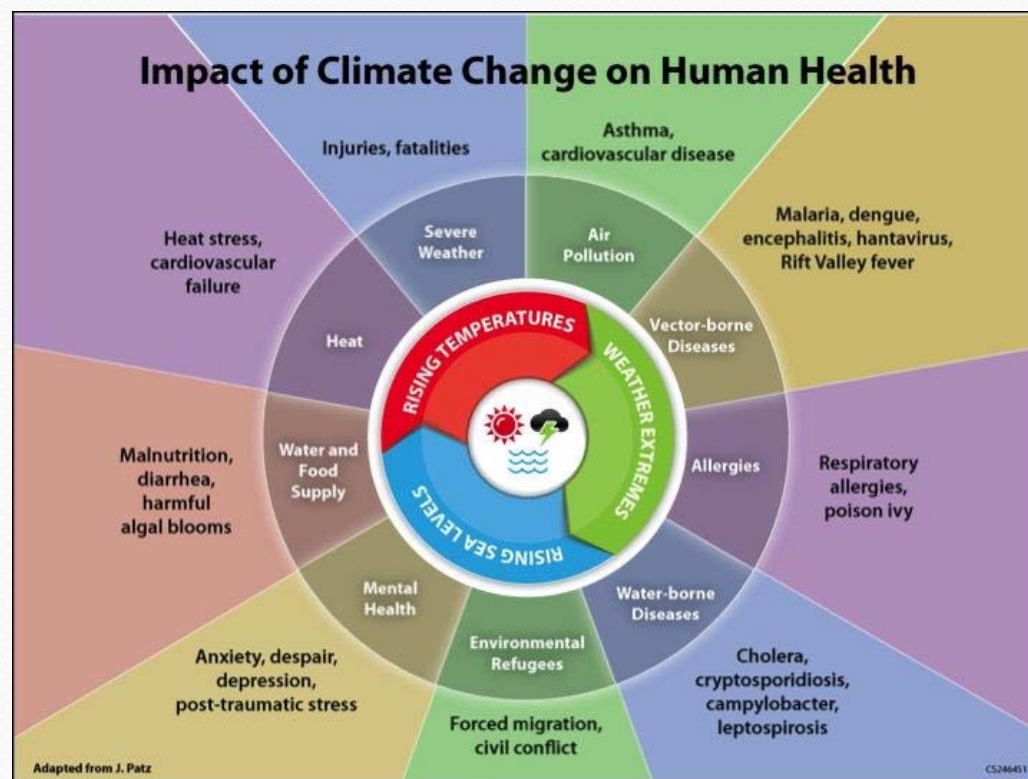 Impact of Climate Change on Human Health
Injuries, fatalities
Asthma,
cardiovascular disease
Severe
Weather
Air
Pollution
Malaria, dengue,
encephalitis, hantavirus,
Rift Valley fever
Heat stress,
cardiovascular
failure
Heat
Vector-borne
Diseases
RISING TEMPERATURES
WEATHER EXTREMES
RISING SEA LEVELS
Water and
Food
Supply
Allergies
Malnutrition,
diarrhea,
harmful
algal blooms
Respiratory
allergies,
poison ivy
Mental
Health
Water-borne
Diseases
Environmental
Refugees
Anxiety, despair,
depression,
post-traumatic stress
Forced migration,
civil conflict
Cholera,
cryptosporidiosis,
campylobacter,
leptospirosis
Adapted from J. Patz
CS246451